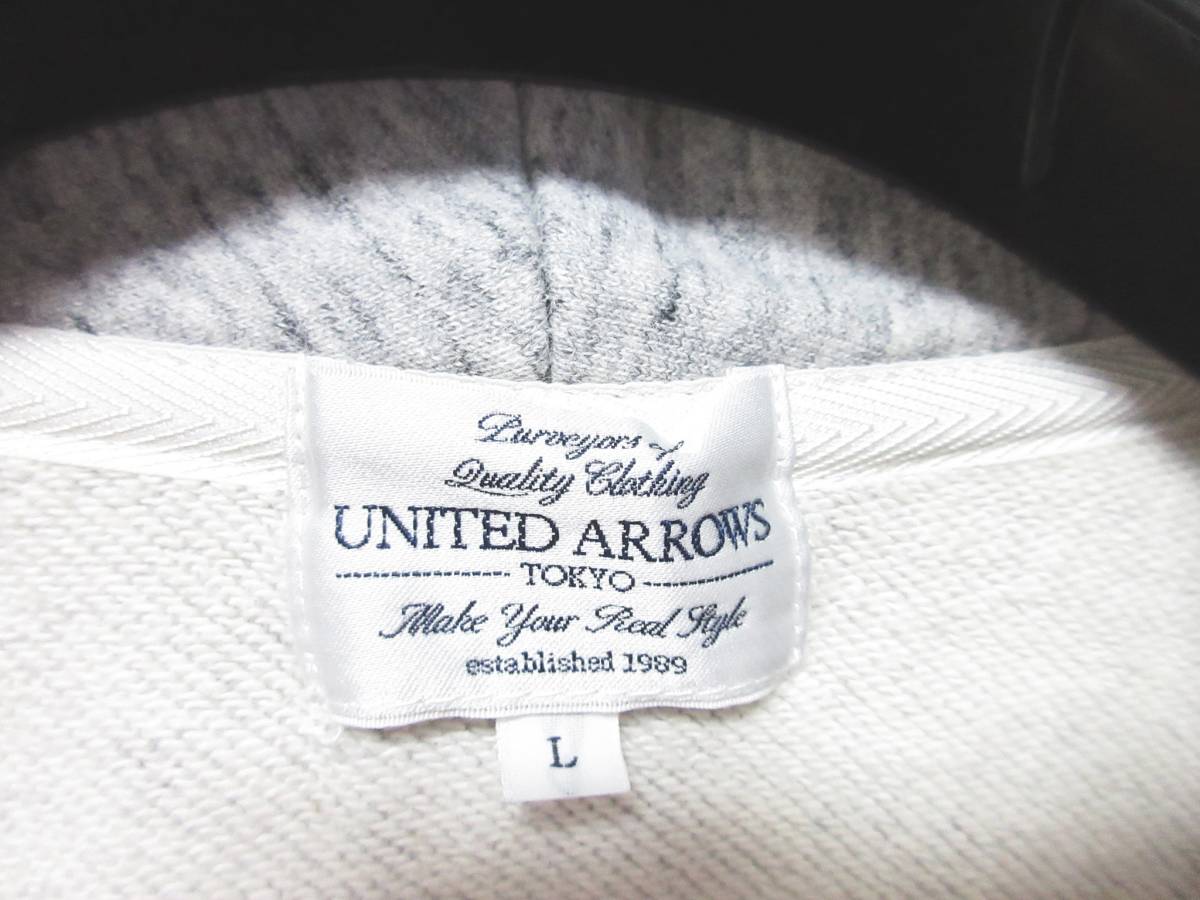 Purveyors of
Quality Clothing
UNITED ARROWS
TOKYO
Make Your Real Style
established 1989
L